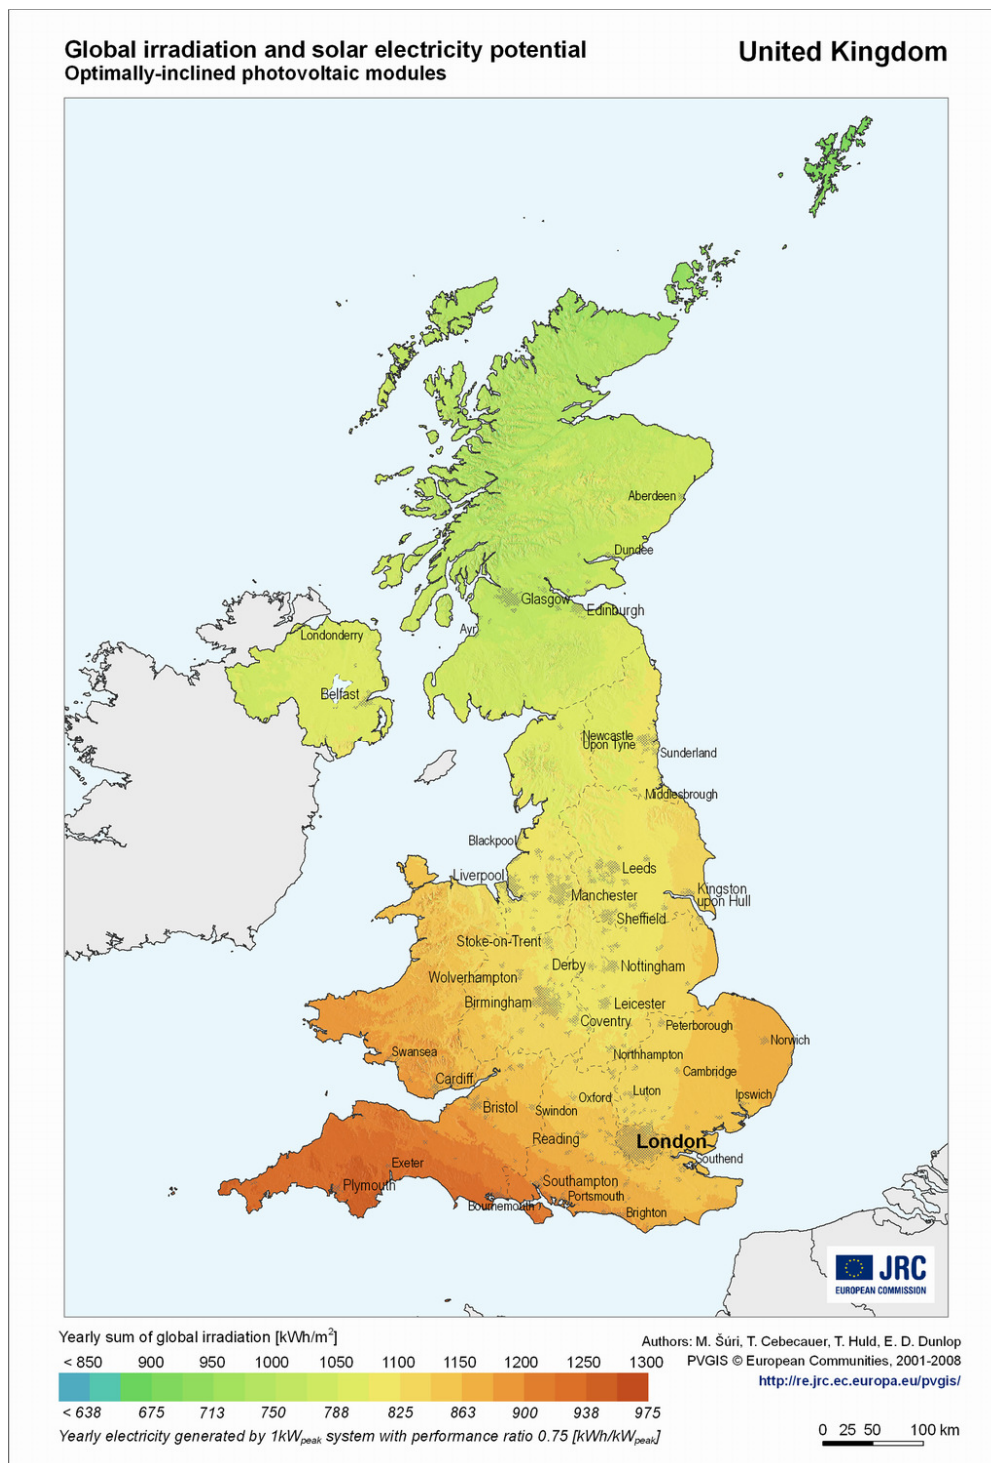 Global irradiation and solar electricity potential
Optimally-inclined photovoltaic modules
United Kingdom
Aberdeen
Dundee
Glasgow
Edinburgh
Ayr
Londonderry
Belfast
Newcastle
Upon Tyne
Sunderland
Middlesbrough
Blackpool
Leeds
Liverpool
Manchester
Kingston
upon Hull
Sheffield
Stoke-on-Trent
Derby
Nottingham
Wolverhampton
Birmingham
Leicester
Coventry
Peterborough
Norwich
Swansea
Northhampton
Cardiff
Cambridge
Luton
Ipswich
Oxford
Bristol
Swindon
Reading
London
Southend
Exeter
Plymouth
Southampton
Portsmouth
Bournemouth
Brighton
JRC
EUROPEAN COMMISSION
Yearly sum of global irradiation [kWh/m²]
< 850 900 950 1000 1050 1100 1150 1200 1250 1300
< 638 675 713 750 788 825 863 900 938 975
Yearly electricity generated by 1kWpeak system with performance ratio 0.75 [kWh/kWpeak]
Authors: M. Šúri, T. Cebecauer, T. Huld, E. D. Dunlop
PVGIS © European Communities, 2001-2008
http://re.jrc.ec.europa.eu/pvgis/
0 25 50 100 km